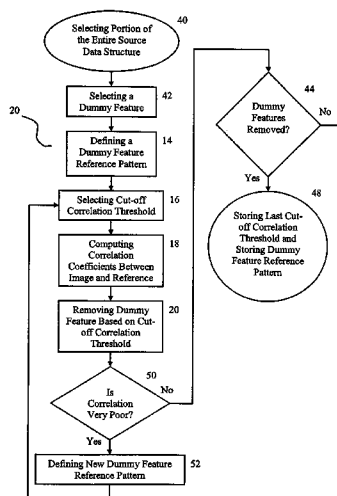 Selecting Portion of
the Entire Source
Data Structure
40
Selecting a
Dummy Feature
42
20
Defining a
Dummy Feature
Reference Pattern
14
Selecting Cut-off
Correlation Threshold
16
Computing
Correlation
Coefficients Between
Image and Reference
18
Removing Dummy
Feature Based on Cut-
off Correlation
Threshold
20
Is
Correlation
Very Poor?
50
No
Yes
Defining New Dummy Feature
Reference Pattern
52
44
Dummy
Features
Removed?
No
Yes
48
Storing Last Cut-
off Correlation
Threshold and
Storing Dummy
Feature Reference
Pattern